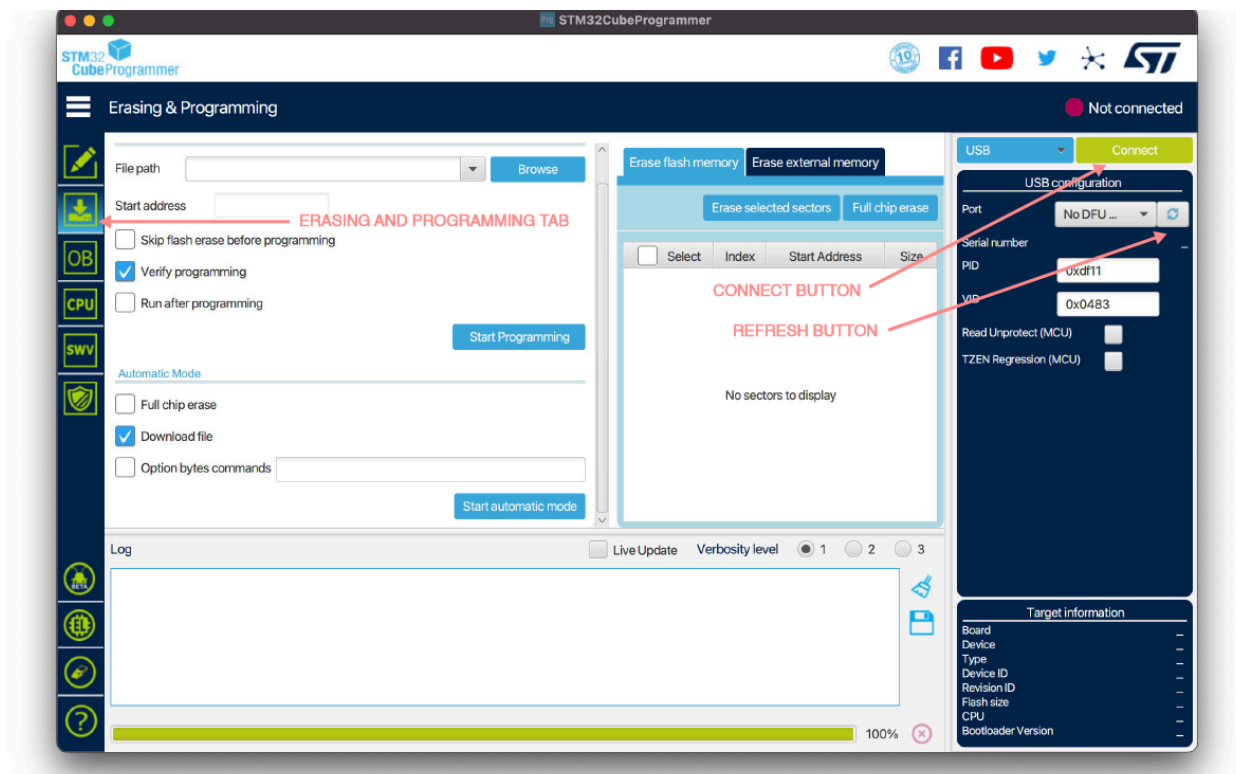 STM32CubeProgrammer
STM32
CubeProgrammer
10
Erasing & Programming
Not connected
File path
Browse
Start address
ERASING AND PROGRAMMING TAB
Skip flash erase before programming
Verify programming
Run after programming
Start Programming
Automatic Mode
Full chip erase
Download file
Option bytes commands
Start automatic mode
OB
CPU
SWV
BETA
Erase flash memory
Erase external memory
Erase selected sectors
Full chip erase
Select Index Start Address Size
CONNECT BUTTON
REFRESH BUTTON
No sectors to display
USB
Connect
USB configuration
Port No DFU ...
Serial number _
PID 0xdf11
VID 0x0483
Read Unprotect (MCU)
TZEN Regression (MCU)
Log
Live Update Verbosity level 1 2 3
100%
Target information
Board _
Device _
Type _
Device ID _
Revision ID _
Flash size _
CPU _
Bootloader Version _